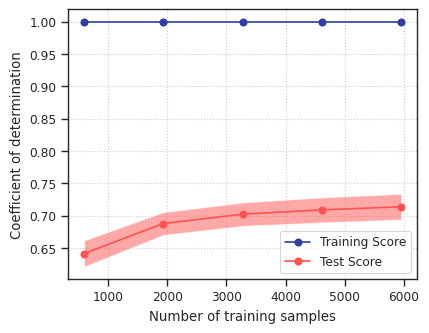 1.00
0.95
0.90
0.85
0.80
0.75
0.70
0.65
Coefficient of determination
Training Score
Test Score
1000 2000 3000 4000 5000 6000
Number of training samples